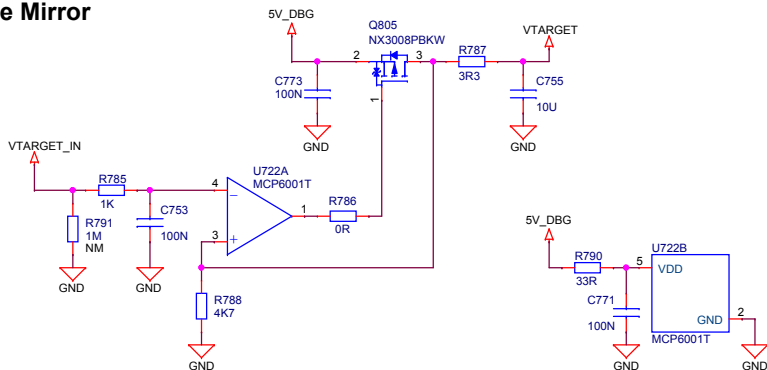 e Mirror
5V_DBG
Q805
NX3008PBKW
2
3
1
R787
3R3
VTARGET
C773
100N
GND
C755
10U
GND
VTARGET_IN
R785
1K
R791
1M
NM
GND
C753
100N
GND
U722A
MCP6001T
4
3
1
R786
0R
R788
4K7
GND
5V_DBG
R790
33R
C771
100N
GND
U722B
5
VDD
GND
2
MCP6001T
GND